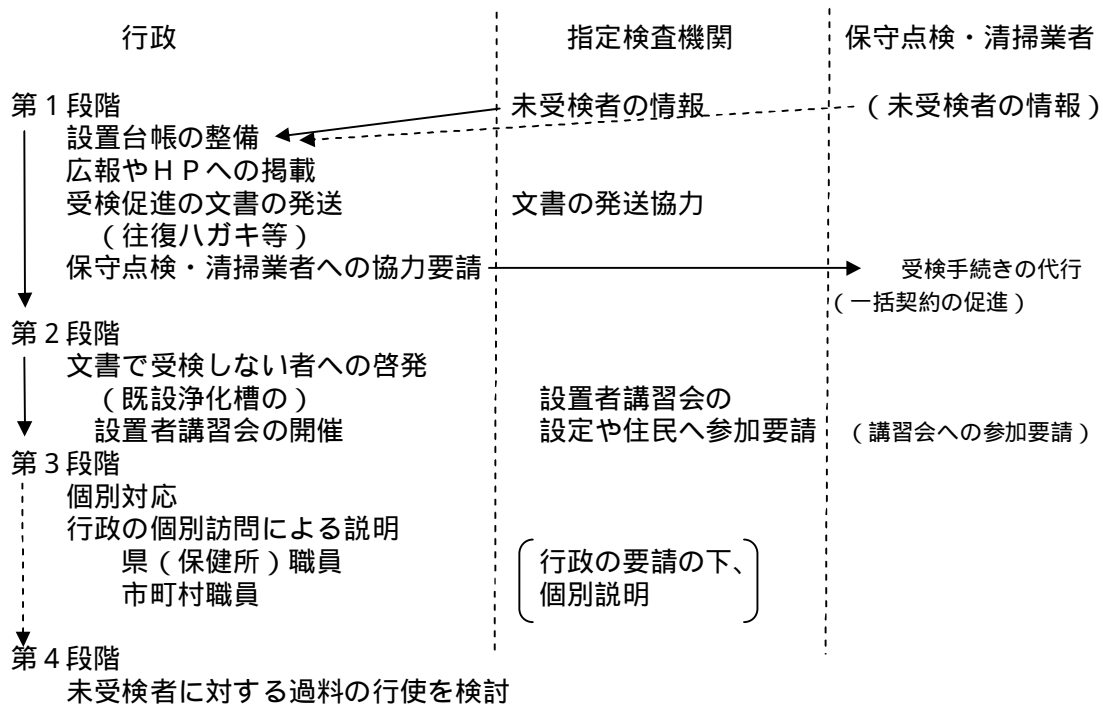 行政 指定検査機関 保守点検・清掃業者
第1段階 未受検者の情報 (未受検者の情報)
設置台帳の整備
広報やHPへの掲載
受検促進の文書の発送 文書の発送協力
(往復ハガキ等)
保守点検・清掃業者への協力要請 受検手続きの代行
(一括契約の促進)
第2段階
文書で受検しない者への啓発
(既設浄化槽の) 設置者講習会の
設置者講習会の開催 設定や住民へ参加要請 (講習会への参加要請)
第3段階
個別対応
行政の個別訪問による説明
県(保健所)職員 行政の要請の下、
市町村職員 個別説明
第4段階
未受検者に対する過料の行使を検討